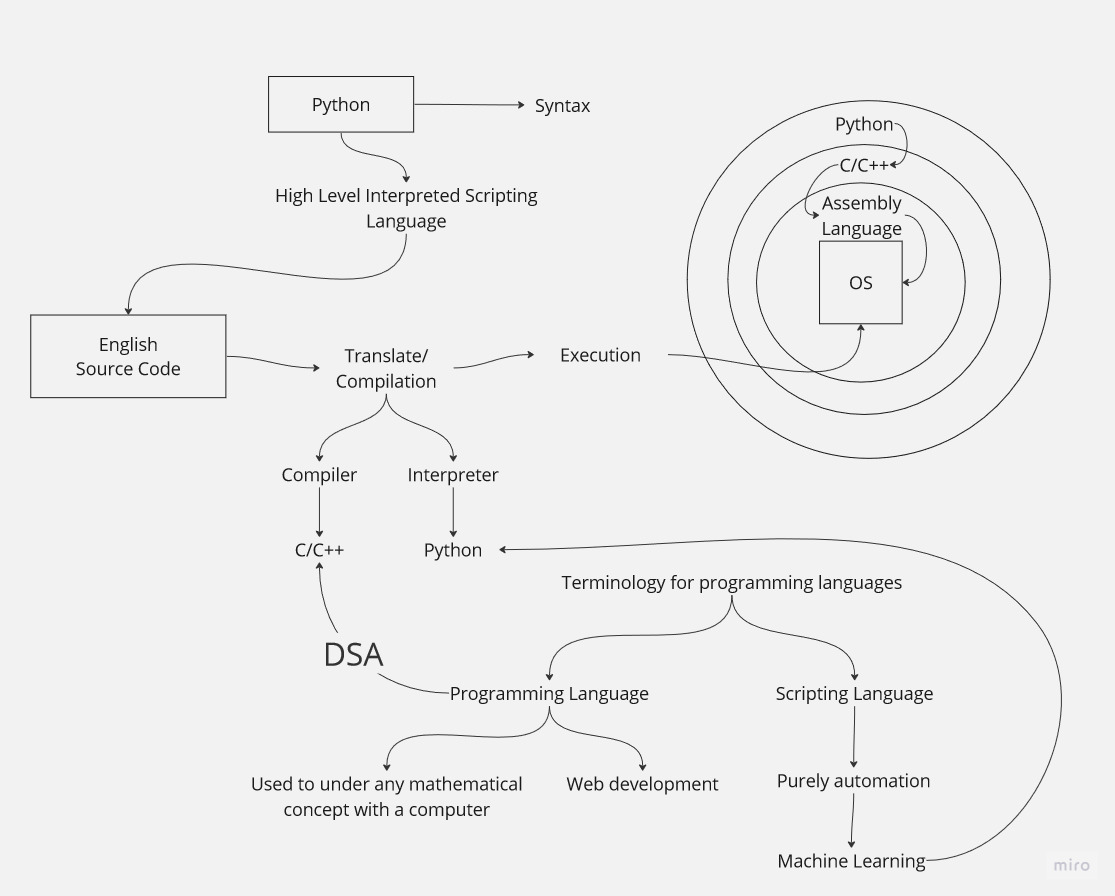 Python
Syntax
High Level Interpreted Scripting
Language
Python
C/C++
Assembly
Language
OS
English
Source Code
Translate/
Compilation
Execution
Compiler
Interpreter
C/C++
Python
Terminology for programming languages
DSA
Programming Language
Scripting Language
Used to under any mathematical
concept with a computer
Web development
Purely automation
Machine Learning
miro